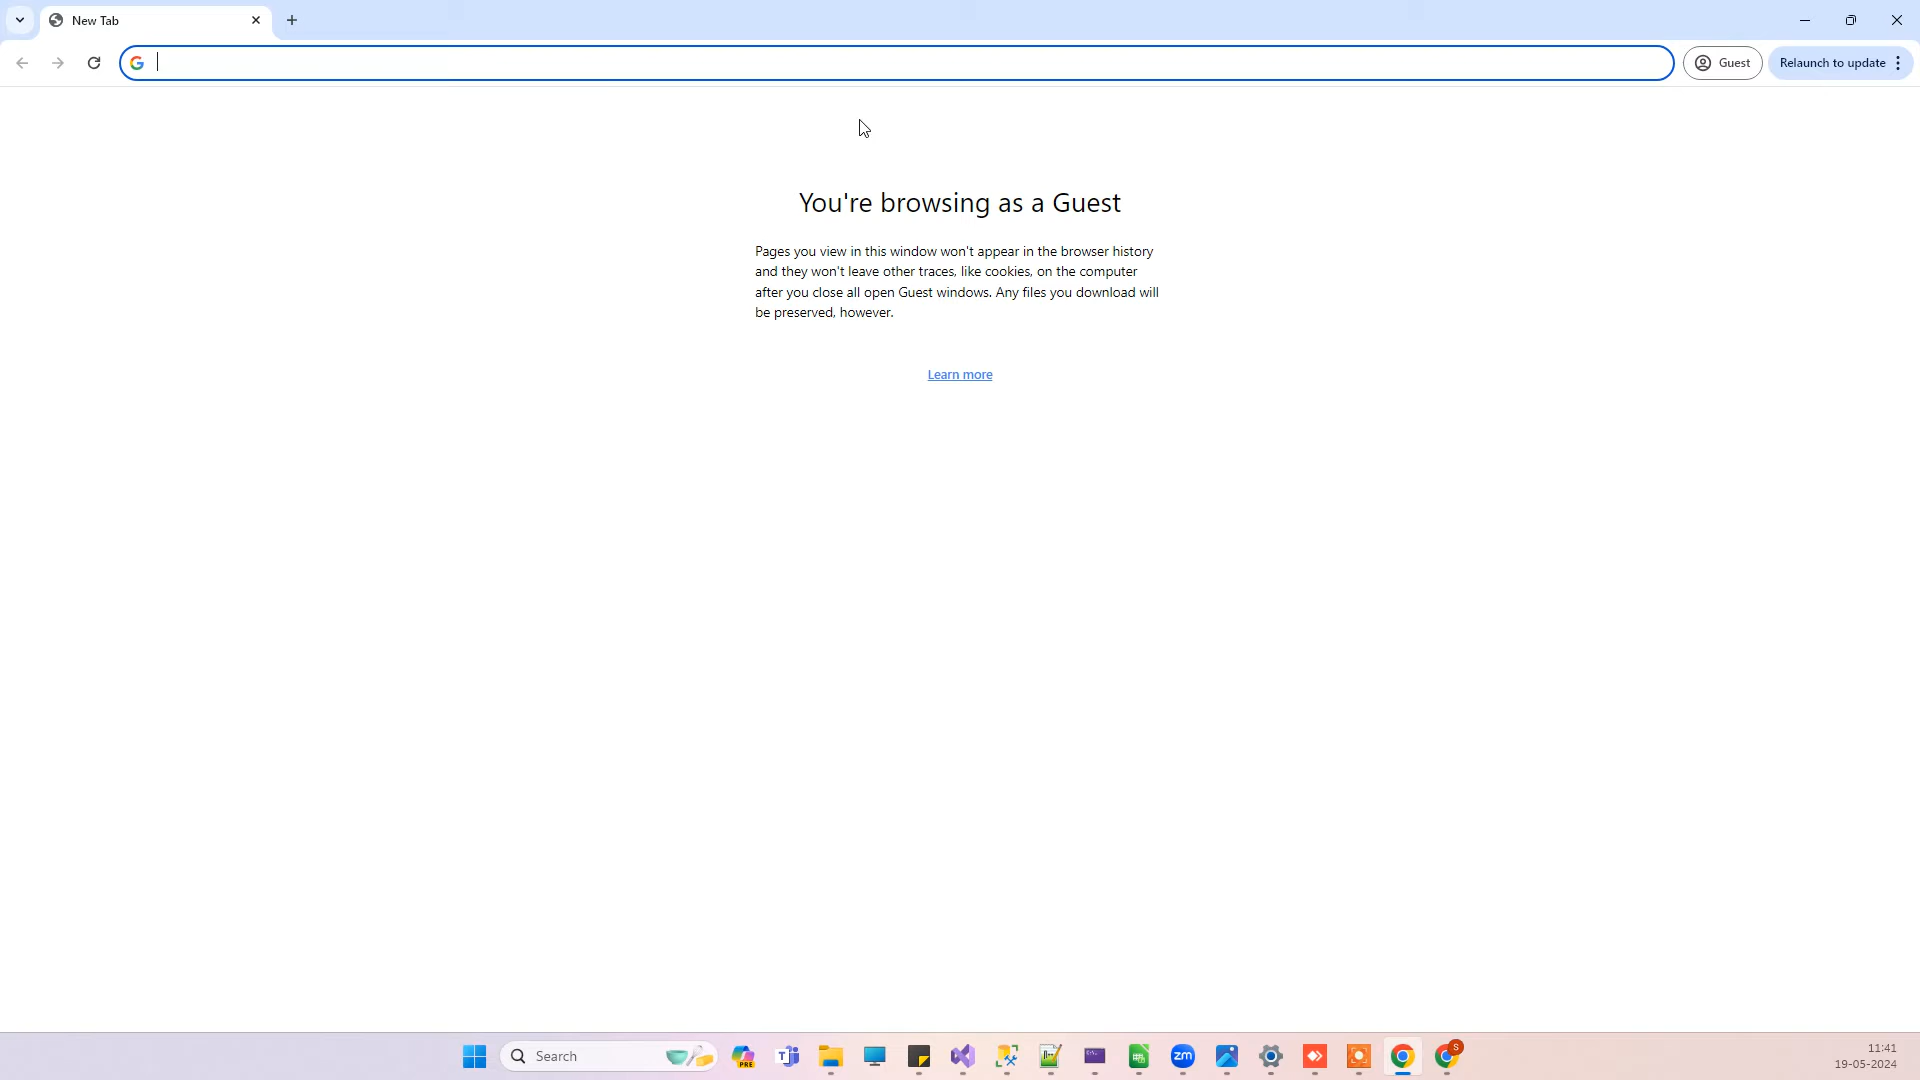 New Tab
Guest
Relaunch to update
You're browsing as a Guest
Pages you view in this window won't appear in the browser history
and they won't leave other traces, like cookies, on the computer
after you close all open Guest windows. Any files you download will
be preserved, however.
Learn more
Search
PRE
zm
S
11:41
19-05-2024